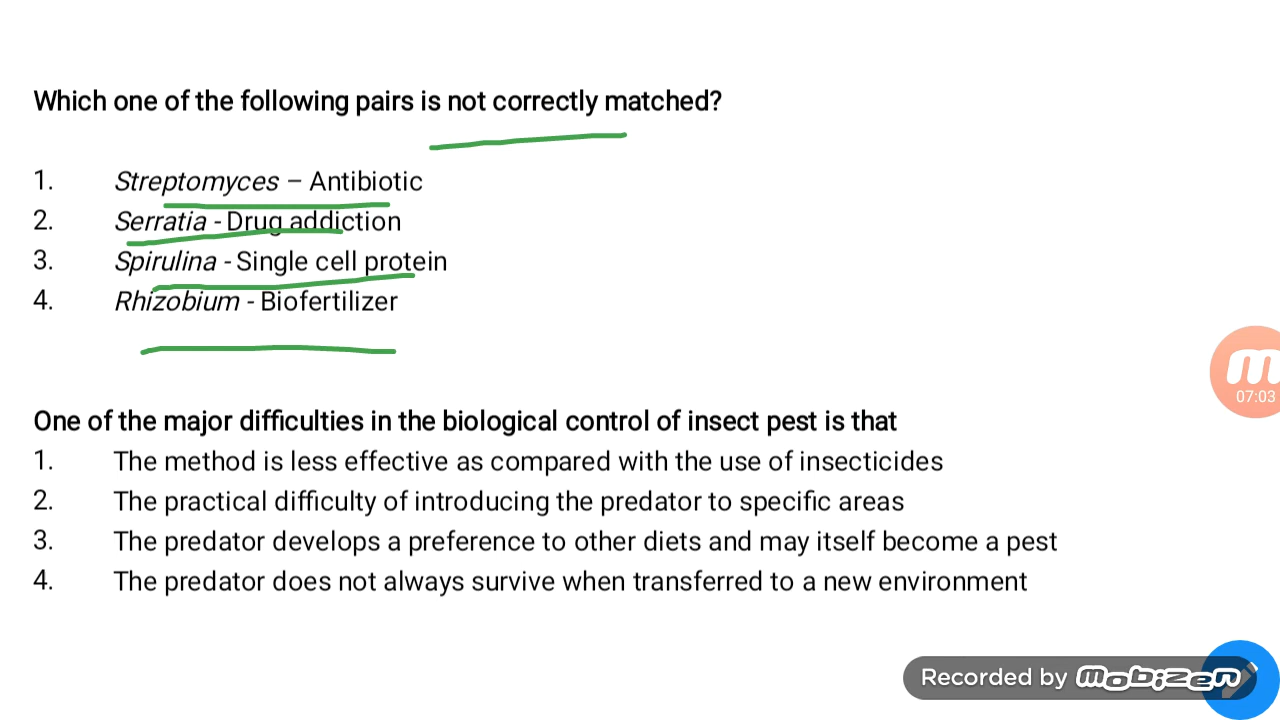 Which one of the following pairs is not correctly matched?
1. Streptomyces – Antibiotic
2. Serratia - Drug addiction
3. Spirulina - Single cell protein
4. Rhizobium - Biofertilizer
One of the major difficulties in the biological control of insect pest is that
1. The method is less effective as compared with the use of insecticides
2. The practical difficulty of introducing the predator to specific areas
3. The predator develops a preference to other diets and may itself become a pest
4. The predator does not always survive when transferred to a new environment
m
07:03
Recorded by mobizen